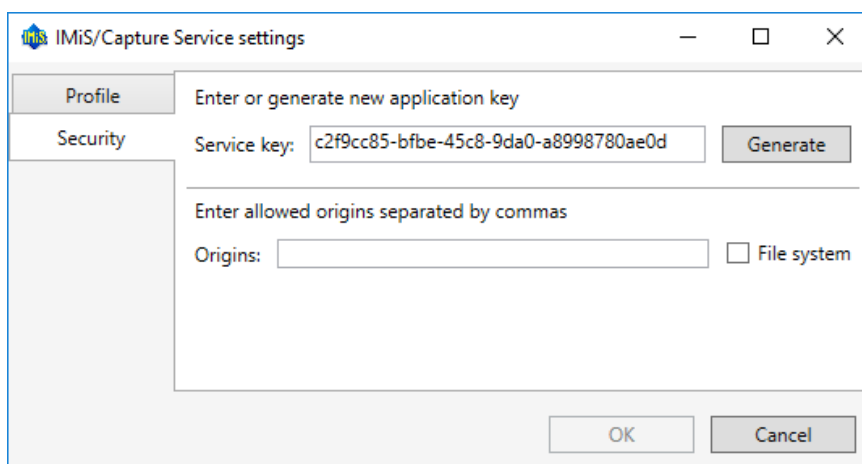 IMiS IMiS/Capture Service settings
Profile
Security
Enter or generate new application key
Service key: c2f9cc85-bfbe-45c8-9da0-a8998780ae0d Generate
Enter allowed origins separated by commas
Origins: File system
OK Cancel